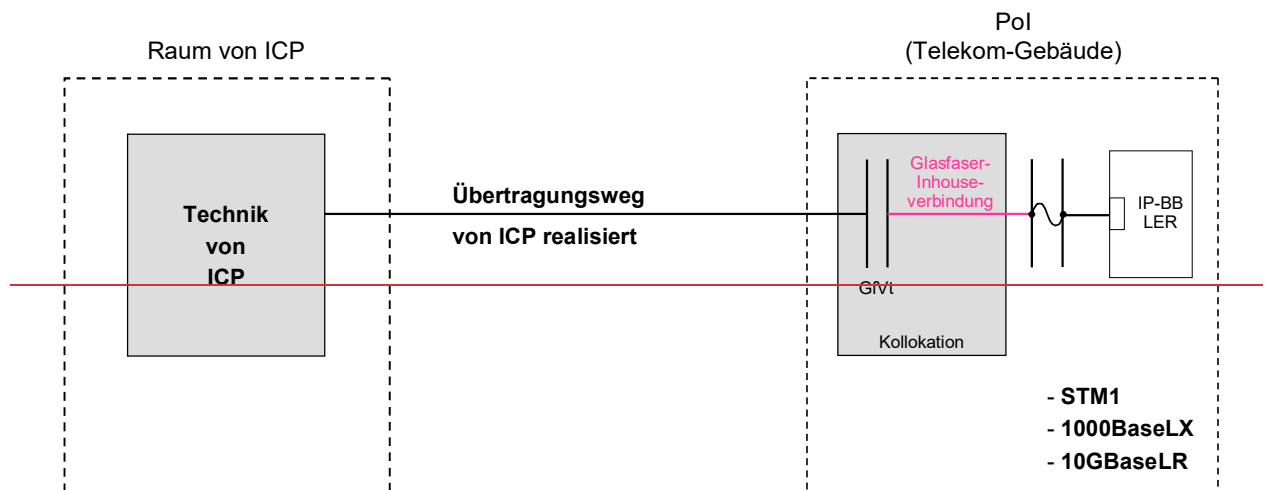 PoI
(Telekom-Gebäude)
Raum von ICP
Technik
von
ICP
Übertragungsweg
von ICP realisiert
Glasfaser-
Inhouse-
verbindung
IP-BB
LER
GfVt
Kollokation
- STM1
- 1000BaseLX
- 10GBaseLR